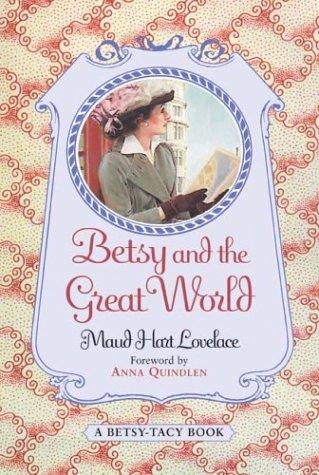 Betsy and the
Great World
Maud Hart Lovelace
Foreword by
ANNA QUINDLEN
A BETSY-TACY BOOK